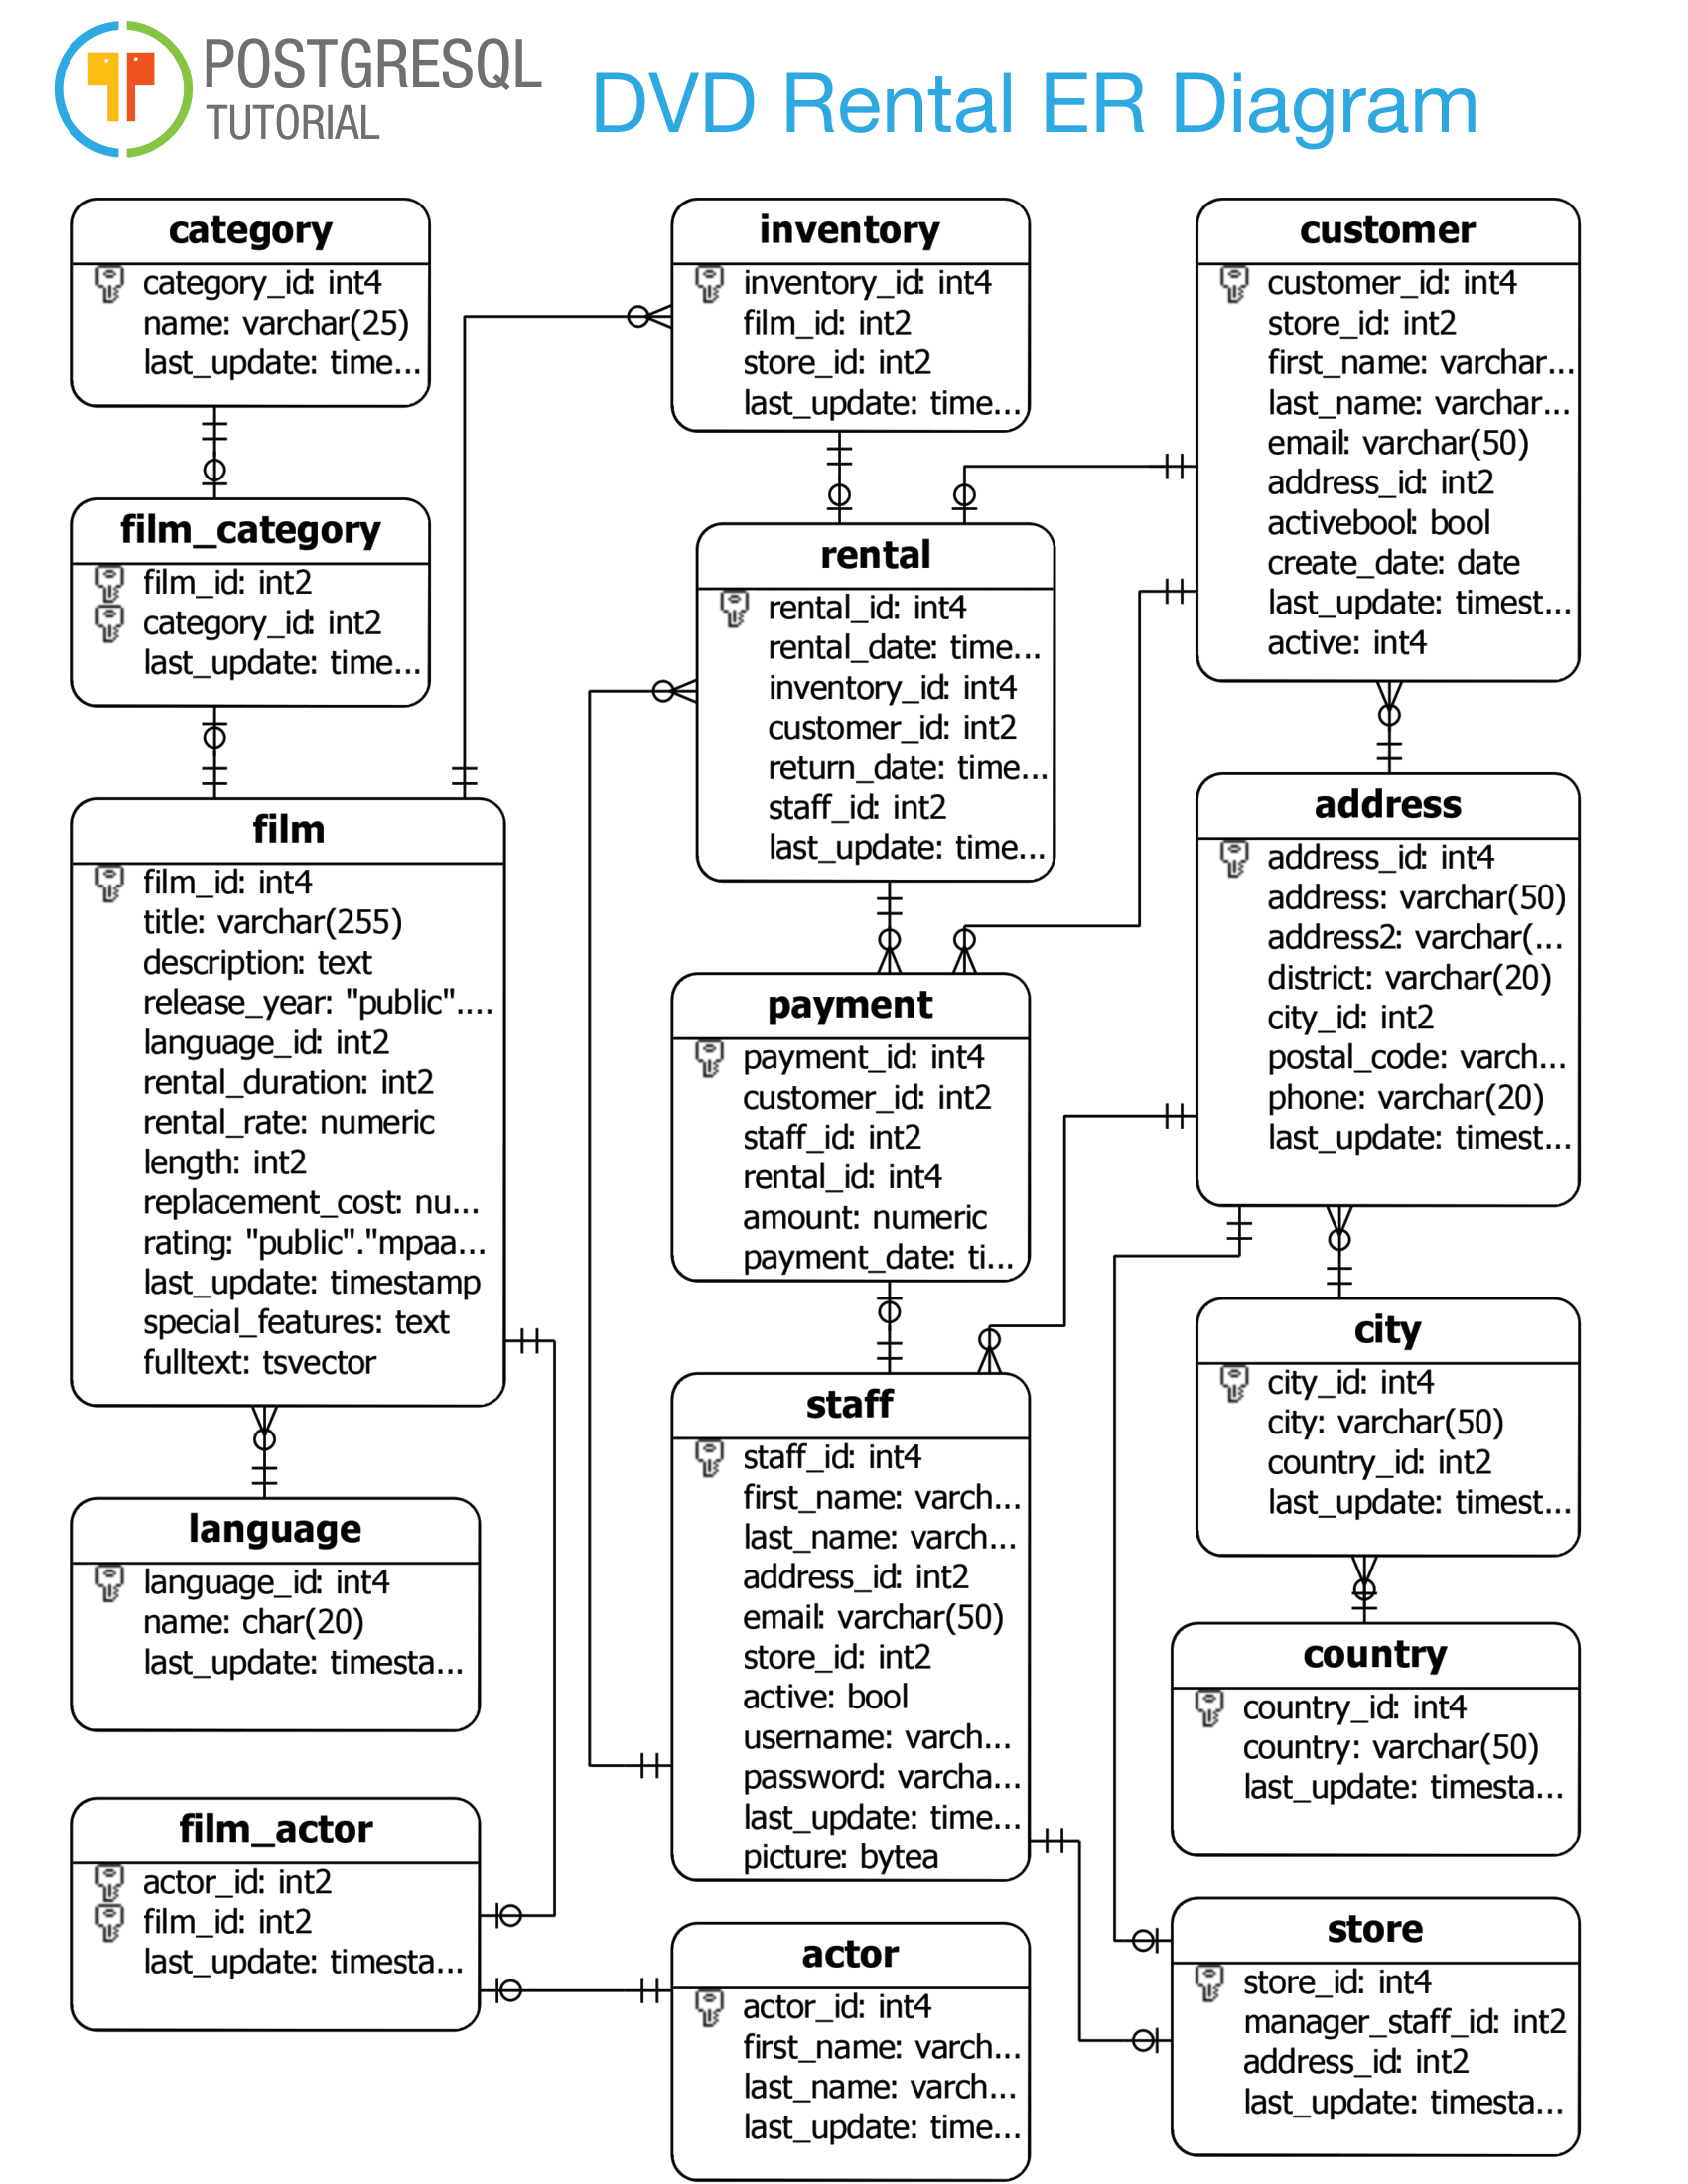 POSTGRESQL
TUTORIAL
DVD Rental ER Diagram
category
category_id: int4
name: varchar(25)
last_update: time...
film_category
film_id: int2
category_id: int2
last_update: time...
film
film_id: int4
title: varchar(255)
description: text
release_year: "public"....
language_id: int2
rental_duration: int2
rental_rate: numeric
length: int2
replacement_cost: nu...
rating: "public"."mpaa...
last_update: timestamp
special_features: text
fulltext: tsvector
language
language_id: int4
name: char(20)
last_update: timesta...
film_actor
actor_id: int2
film_id: int2
last_update: timesta...
inventory
inventory_id: int4
film_id: int2
store_id: int2
last_update: time...
rental
rental_id: int4
rental_date: time...
inventory_id: int4
customer_id: int2
return_date: time...
staff_id: int2
last_update: time...
payment
payment_id: int4
customer_id: int2
staff_id: int2
rental_id: int4
amount: numeric
payment_date: ti...
staff
staff_id: int4
first_name: varch...
last_name: varch...
address_id: int2
email: varchar(50)
store_id: int2
active: bool
username: varch...
password: varcha...
last_update: time...
picture: bytea
actor
actor_id: int4
first_name: varch...
last_name: varch...
last_update: time...
customer
customer_id: int4
store_id: int2
first_name: varchar...
last_name: varchar...
email: varchar(50)
address_id: int2
activebool: bool
create_date: date
last_update: timest...
active: int4
address
address_id: int4
address: varchar(50)
address2: varchar(...
district: varchar(20)
city_id: int2
postal_code: varch...
phone: varchar(20)
last_update: timest...
city
city_id: int4
city: varchar(50)
country_id: int2
last_update: timest...
country
country_id: int4
country: varchar(50)
last_update: timesta...
store
store_id: int4
manager_staff_id: int2
address_id: int2
last_update: timesta...